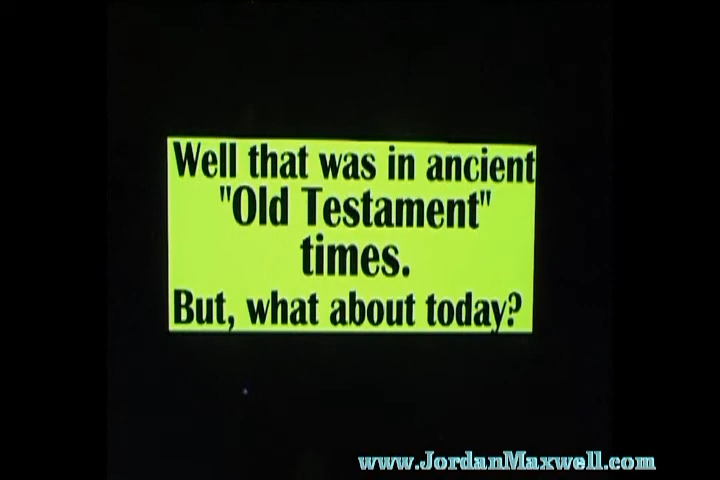 Well that was in ancient
"Old Testament"
times.
But, what about today?
www.JordanMaxwell.com